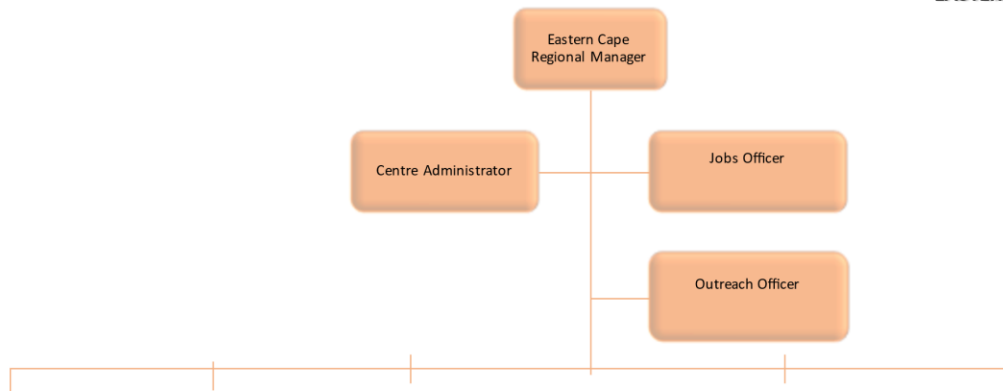 Eastern Cape
Regional Manager
Centre Administrator
Jobs Officer
Outreach Officer